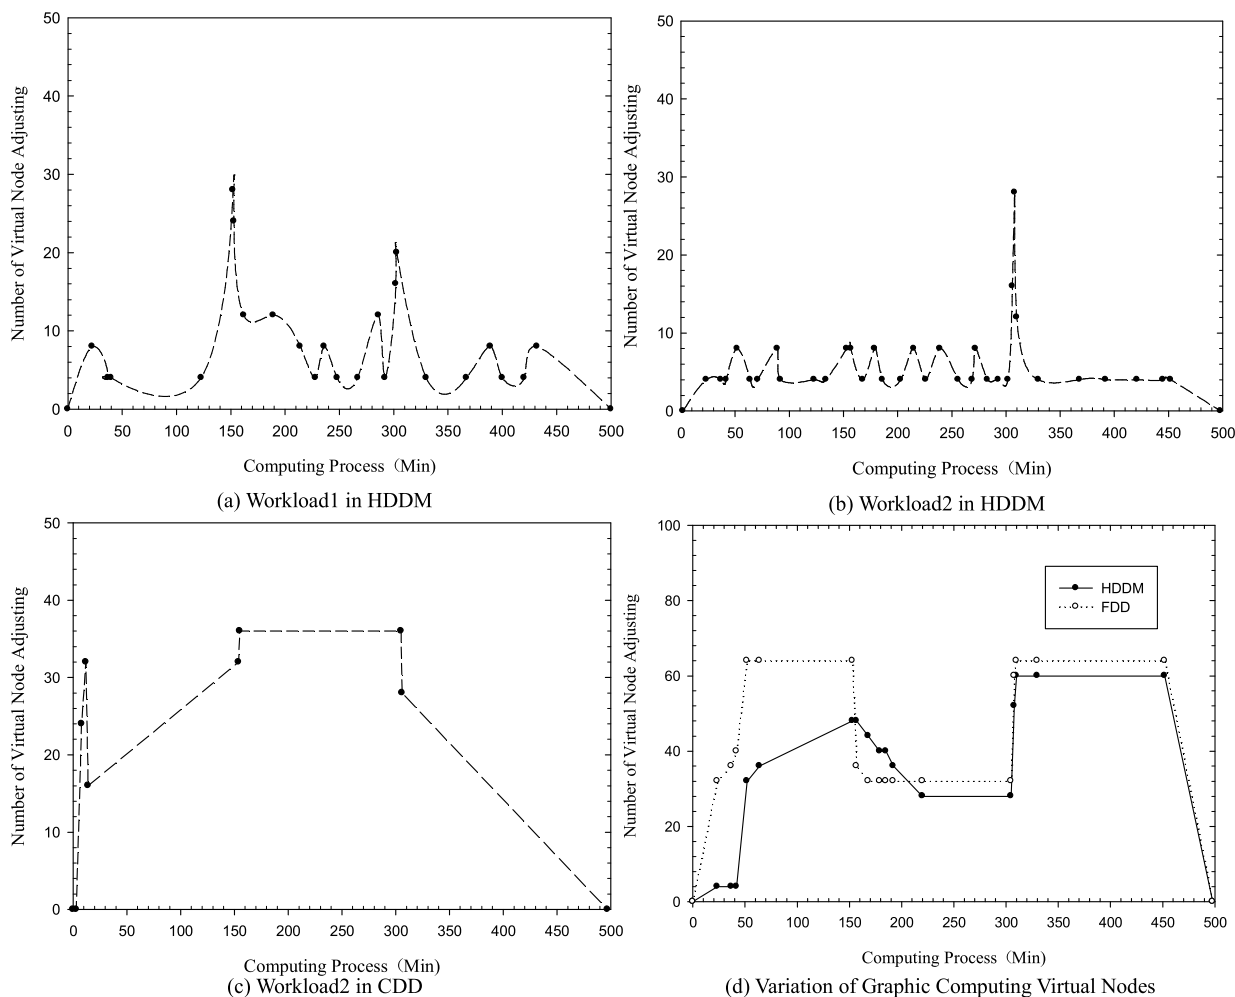 50
40
30
20
10
0
Number of Virtual Node Adjusting
0 50 100 150 200 250 300 350 400 450 500
Computing Process (Min)
(a) Workload1 in HDDM
50
40
30
20
10
0
Number of Virtual Node Adjusting
0 50 100 150 200 250 300 350 400 450 500
Computing Process (Min)
(b) Workload2 in HDDM
50
40
30
20
10
0
Number of Virtual Node Adjusting
0 50 100 150 200 250 300 350 400 450 500
Computing Process (Min)
(c) Workload2 in CDD
100
80
60
40
20
0
Number of Virtual Node Adjusting
HDDM
FDD
0 50 100 150 200 250 300 350 400 450 500
Computing Process (Min)
(d) Variation of Graphic Computing Virtual Nodes